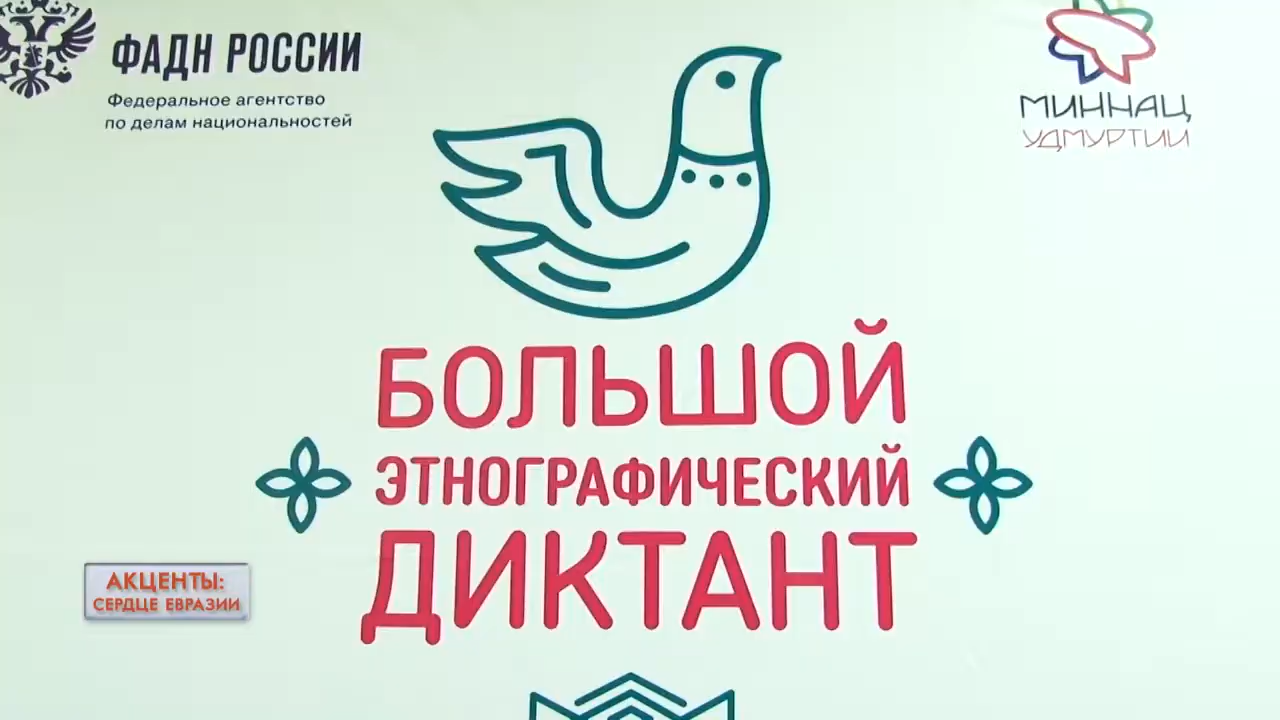 ФАДН РОССИИ
Федеральное агентство
по делам национальностей
МИННАЦ
УДМУРТИИ
БОЛЬШОЙ
ЭТНОГРАФИЧЕСКИЙ
ДИКТАНТ
АКЦЕНТЫ:
СЕРДЦЕ ЕВРАЗИИ